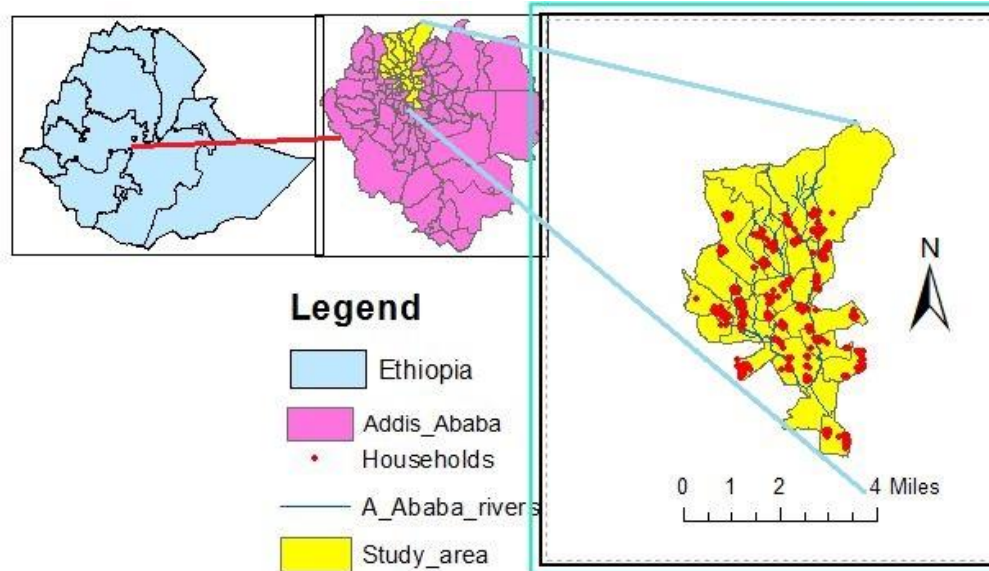 N
Legend
Ethiopia
Addis_Ababa
Households
A_Ababa_rivers
Study_area
0 1 2 4 Miles